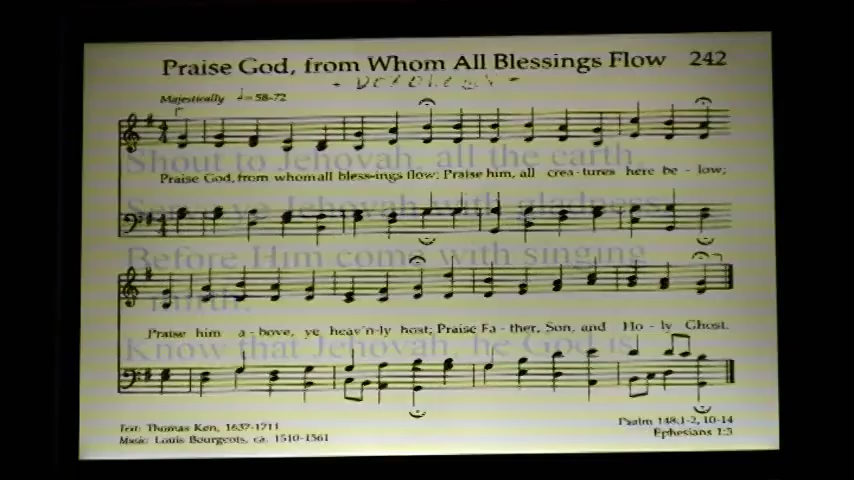 Praise God, from Whom All Blessings Flow 242
Majestically ♩= 58-72
Shout to Jehovah, all the earth,
Praise God, from whom all bless-ings flow; Praise him, all crea-tures here be - low;
Sing ye Jehovah with gladness
Before Him come with singing
mirth.
Praise him a-bove, ye heav'n-ly host; Praise Fa-ther, Son, and Ho-ly Ghost.
Know that Jehovah, he God is
Text: Thomas Ken, 1637-1711
Music: Louis Bourgeois, ca. 1510-1561
Psalm 148:1-2, 10-14
Ephesians 1:3